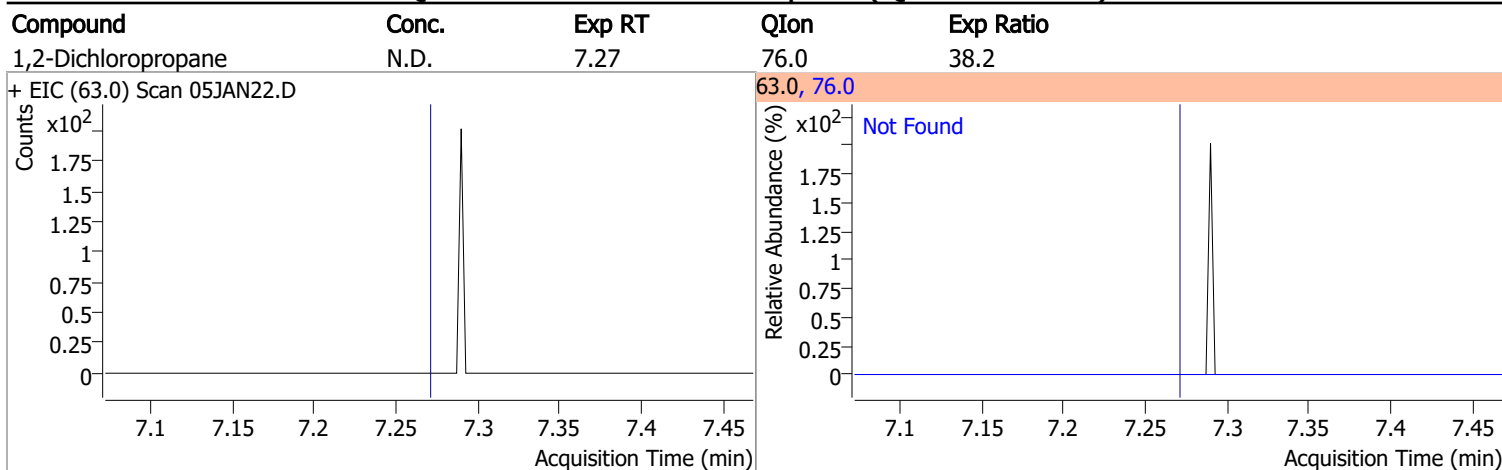 Compound Conc. Exp RT QIon Exp Ratio
1,2-Dichloropropane N.D. 7.27 76.0 38.2
+ EIC (63.0) Scan 05JAN22.D
Counts
x10²
1.75
1.5
1.25
1
0.75
0.5
0.25
0
7.1 7.15 7.2 7.25 7.3 7.35 7.4 7.45
Acquisition Time (min)
63.0, 76.0
Relative Abundance (%)
x10²
Not Found
1.75
1.5
1.25
1
0.75
0.5
0.25
0
7.1 7.15 7.2 7.25 7.3 7.35 7.4 7.45
Acquisition Time (min)